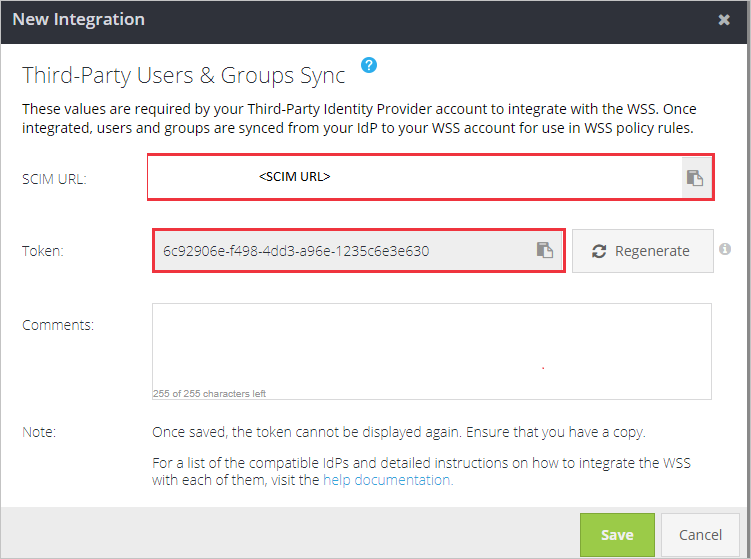 New Integration
Third-Party Users & Groups Sync
These values are required by your Third-Party Identity Provider account to integrate with the WSS. Once
integrated, users and groups are synced from your IdP to your WSS account for use in WSS policy rules.
SCIM URL:
<SCIM URL>
Token:
6c92906e-f498-4dd3-a96e-1235c6e3e630
Regenerate
Comments:
255 of 255 characters left
Note:
Once saved, the token cannot be displayed again. Ensure that you have a copy.
For a list of the compatible IdPs and detailed instructions on how to integrate the WSS
with each of them, visit the help documentation.
Save
Cancel